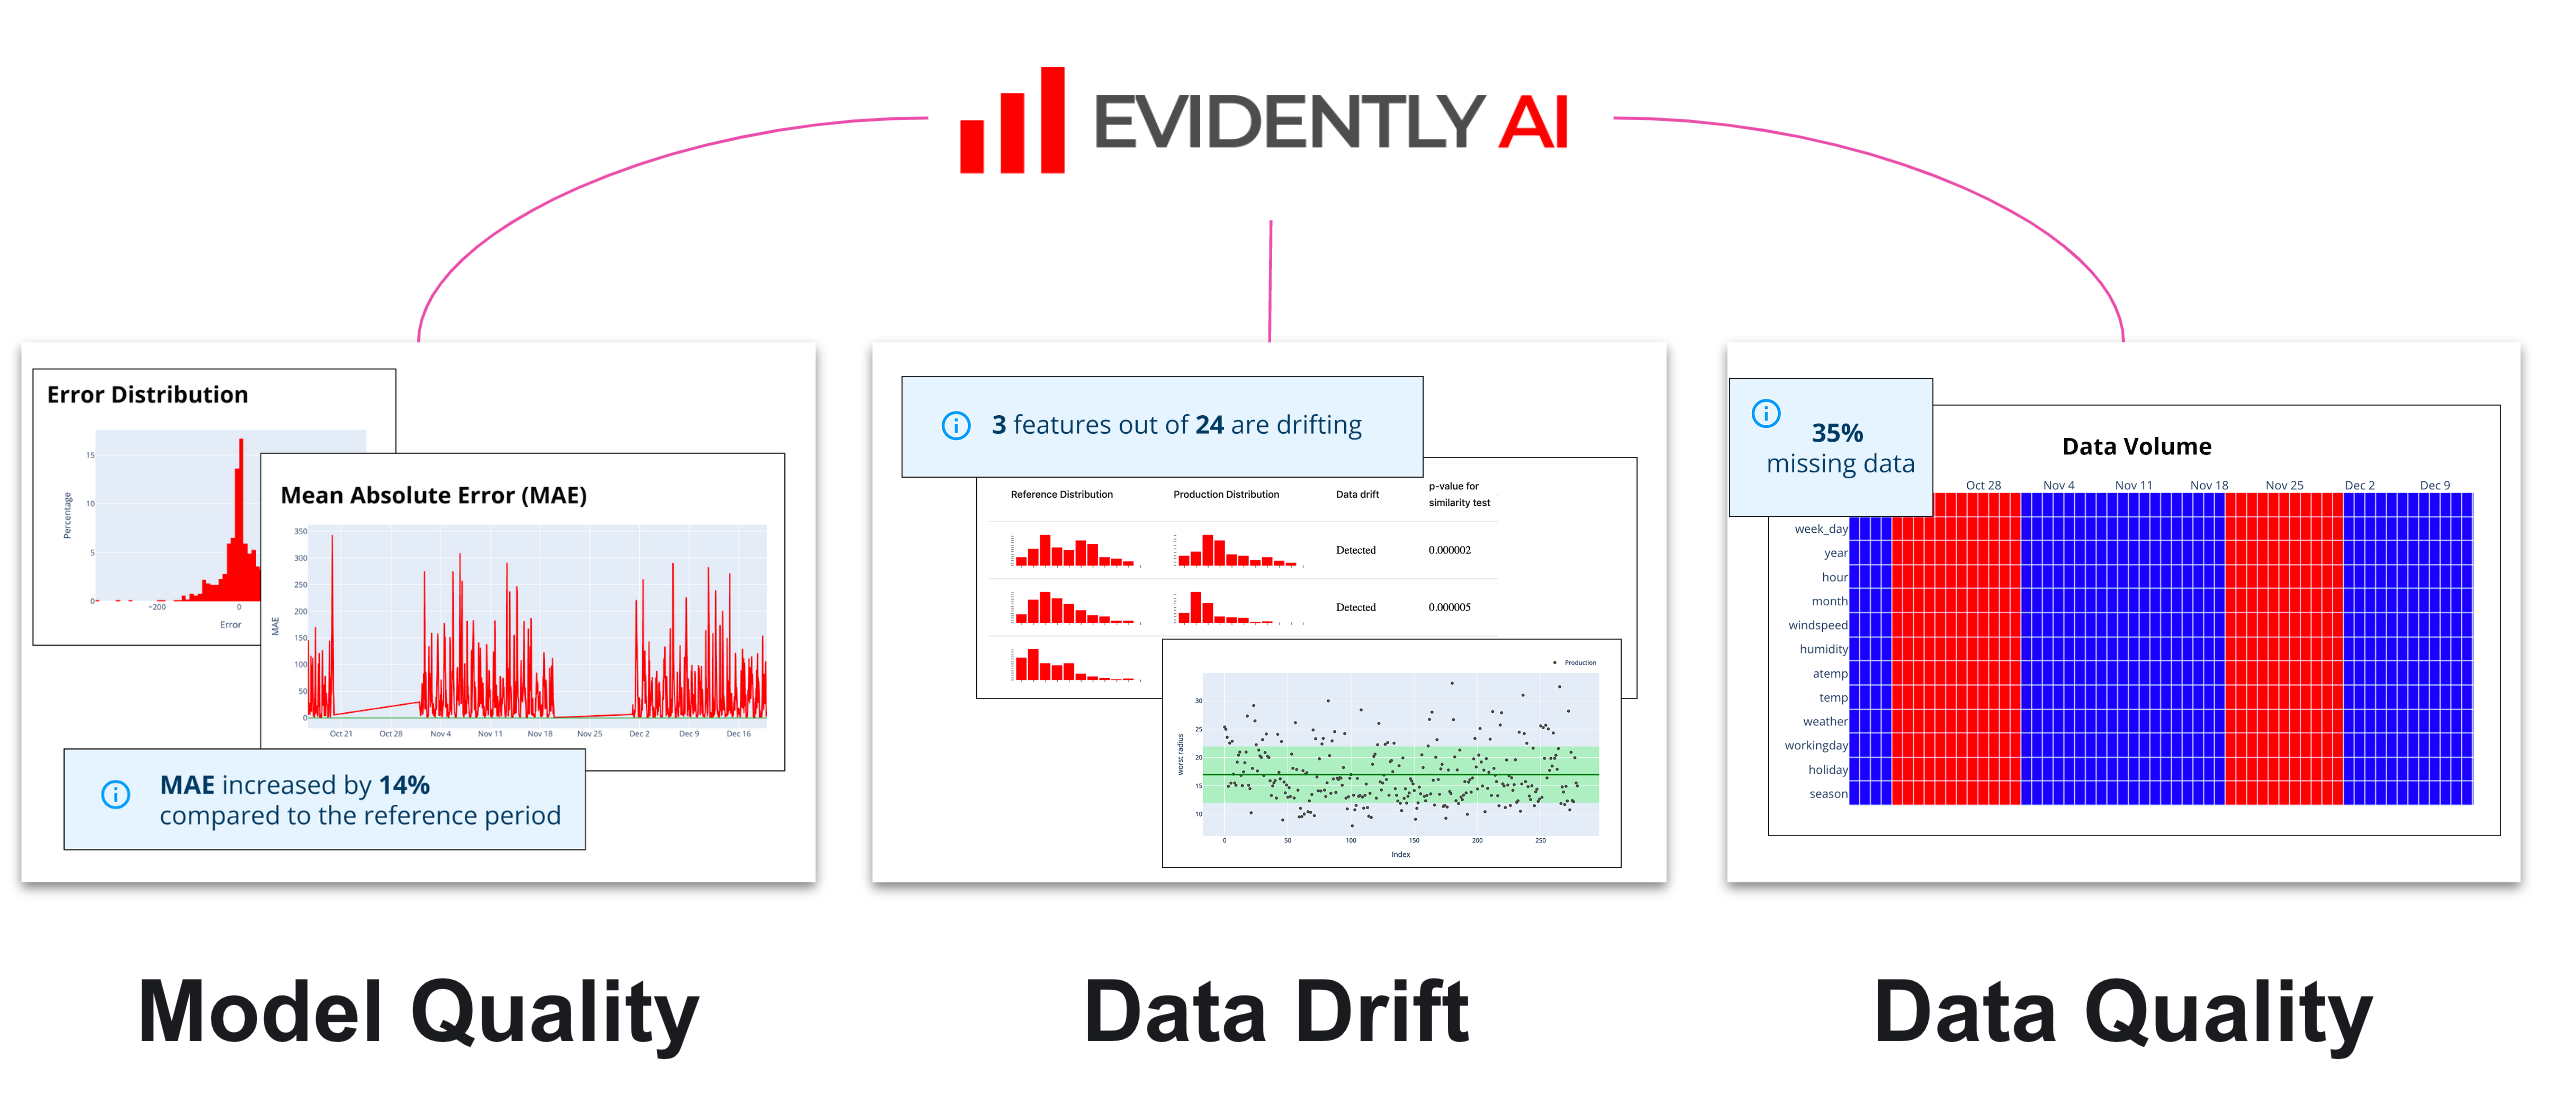 EVIDENTLY AI
Error Distribution
15
10
5
0
Percentage
−200
0
Error
Mean Absolute Error (MAE)
350
300
250
200
150
100
50
0
MAE
Oct 21
Oct 28
Nov 4
Nov 11
Nov 18
Nov 25
Dec 2
Dec 9
Dec 16
MAE increased by 14%
compared to the reference period
Model Quality
3 features out of 24 are drifting
Reference Distribution
Production Distribution
Data drift
p-value for
similarity test
Detected
0.000002
Detected
0.000005
Production
30
25
20
15
10
worst radius
0
50
100
150
200
250
Index
Data Drift
35%
missing data
Data Volume
Oct 28
Nov 4
Nov 11
Nov 18
Nov 25
Dec 2
Dec 9
week_day
year
hour
month
windspeed
humidity
atemp
temp
weather
workingday
holiday
season
Data Quality